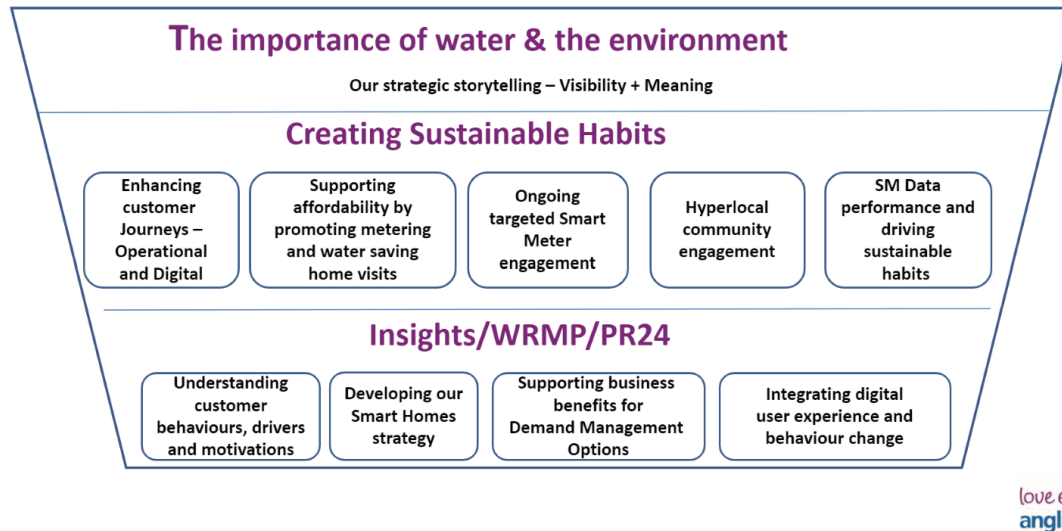 The importance of water & the environment
Our strategic storytelling – Visibility + Meaning
Creating Sustainable Habits
Enhancing
customer
Journeys –
Operational
and Digital
Supporting
affordability by
promoting metering
and water saving
home visits
Ongoing
targeted Smart
Meter
engagement
Hyperlocal
community
engagement
SM Data
performance and
driving
sustainable
habits
Insights/WRMP/PR24
Understanding
customer
behaviours, drivers
and motivations
Developing our
Smart Homes
strategy
Supporting business
benefits for
Demand Management
Options
Integrating digital
user experience and
behaviour change
love